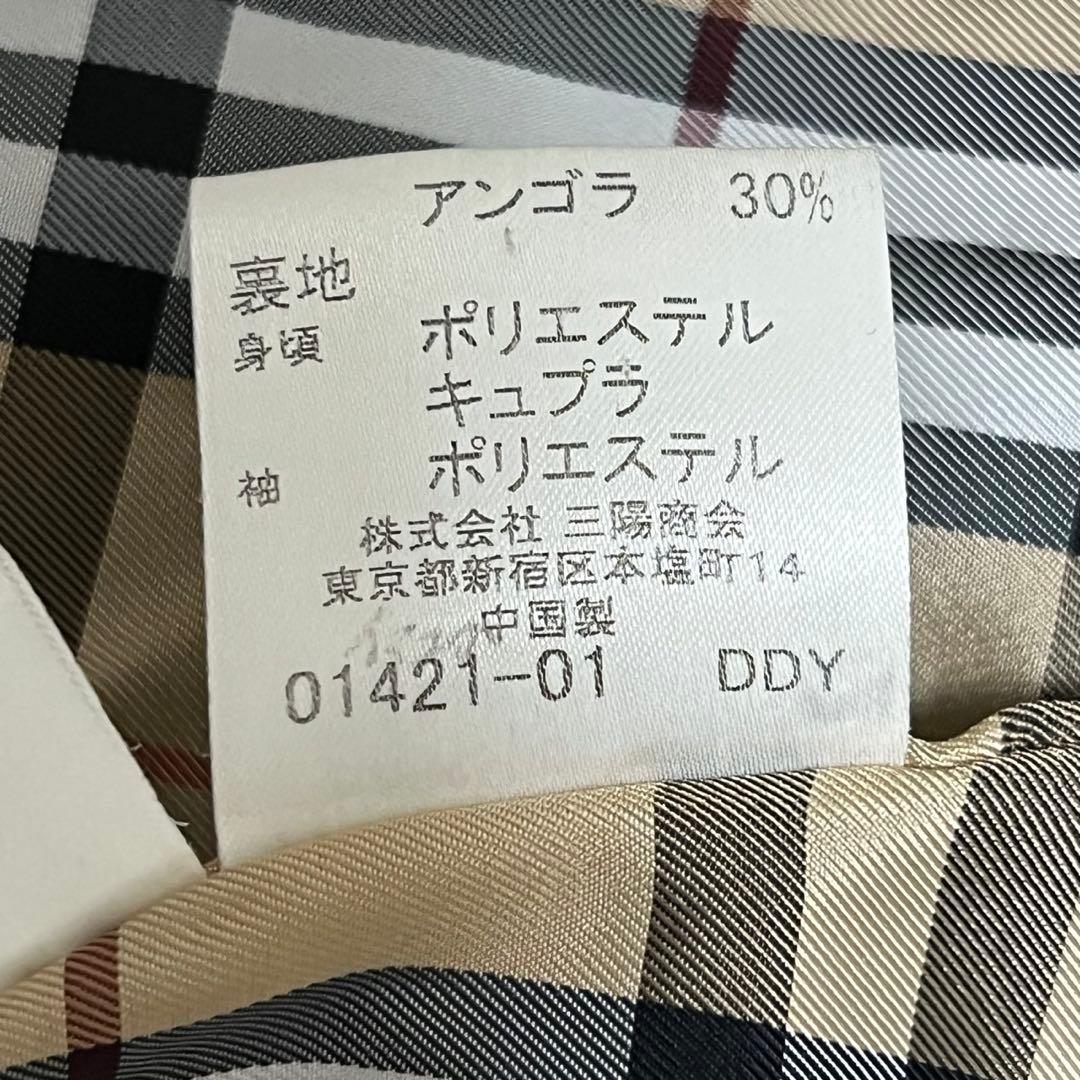 アンゴラ 30%
裏地
身頃 ポリエステル
キュプラ
袖 ポリエステル
株式会社 三陽商会
東京都新宿区本塩町14
中国製
01421-01 DDY